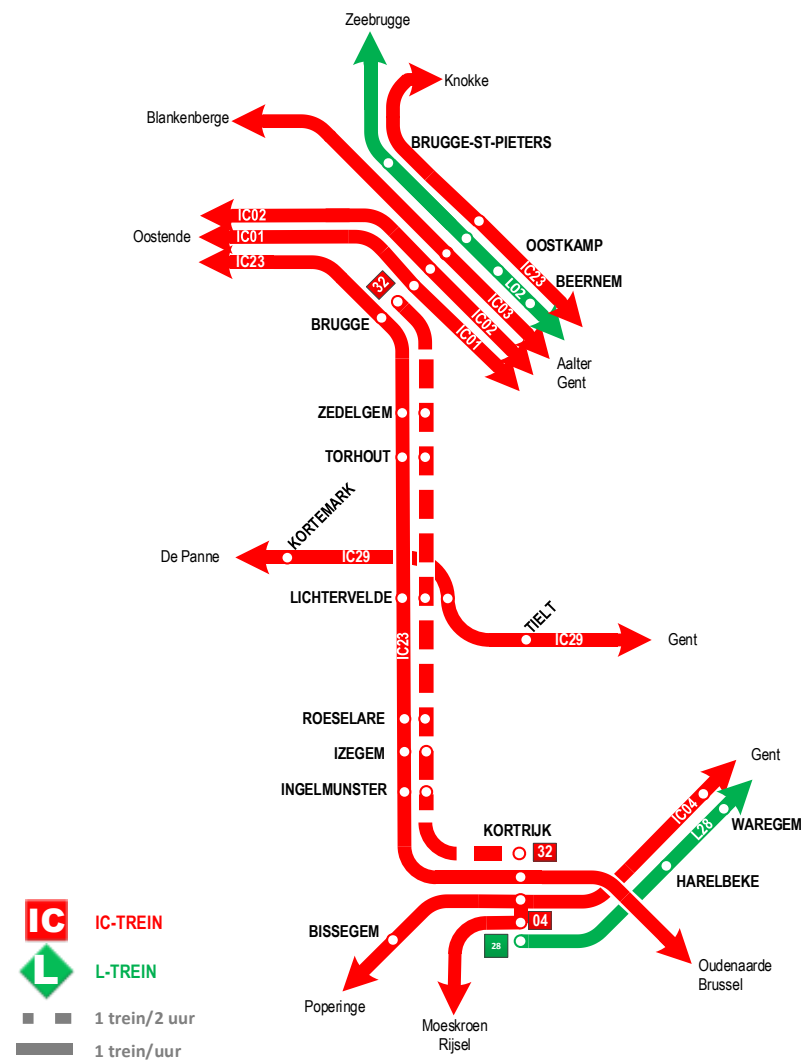 Zeebrugge
Knokke
Blankenberge
BRUGGE-ST-PIETERS
IC02
Oostende
IC01
IC23
OOSTKAMP
IC23
BEERNEM
L02
IC03
IC02
IC01
32
BRUGGE
Aalter
Gent
ZEDELGEM
TORHOUT
KORTEMARK
De Panne
IC29
LICHTERVELDE
TIELT
IC23
IC29
Gent
ROESELARE
IZEGEM
INGELMUNSTER
Gent
IC04
L28
WAREGEM
KORTRIJK
32
HARELBEKE
04
BISSEGEM
28
Oudenaarde
Brussel
Poperinge
Moeskroen
Rijsel
IC
IC-TREIN
L
L-TREIN
1 trein/2 uur
1 trein/uur